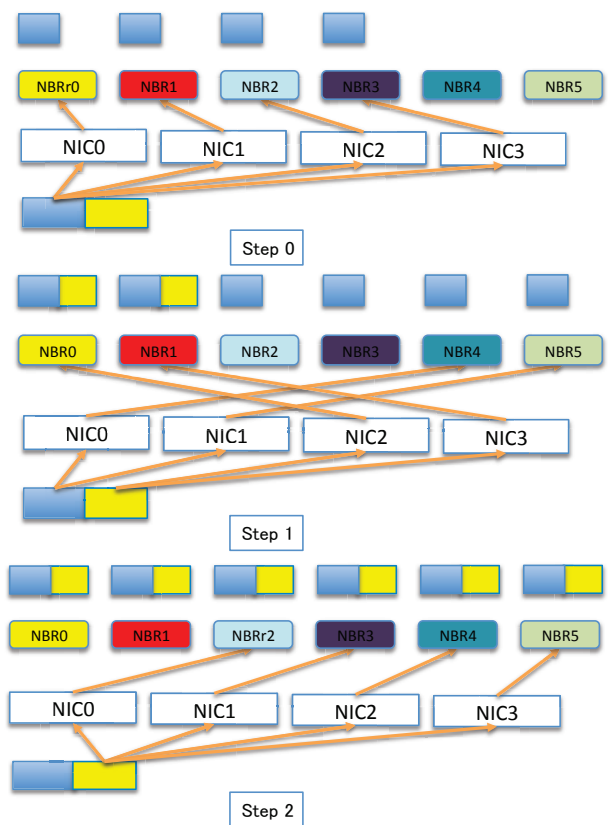 NBRr0 NBR1 NBR2 NBR3 NBR4 NBR5
NIC0 NIC1 NIC2 NIC3
Step 0
NBR0 NBR1 NBR2 NBR3 NBR4 NBR5
NIC0 NIC1 NIC2 NIC3
Step 1
NBR0 NBR1 NBRr2 NBR3 NBR4 NBR5
NIC0 NIC1 NIC2 NIC3
Step 2